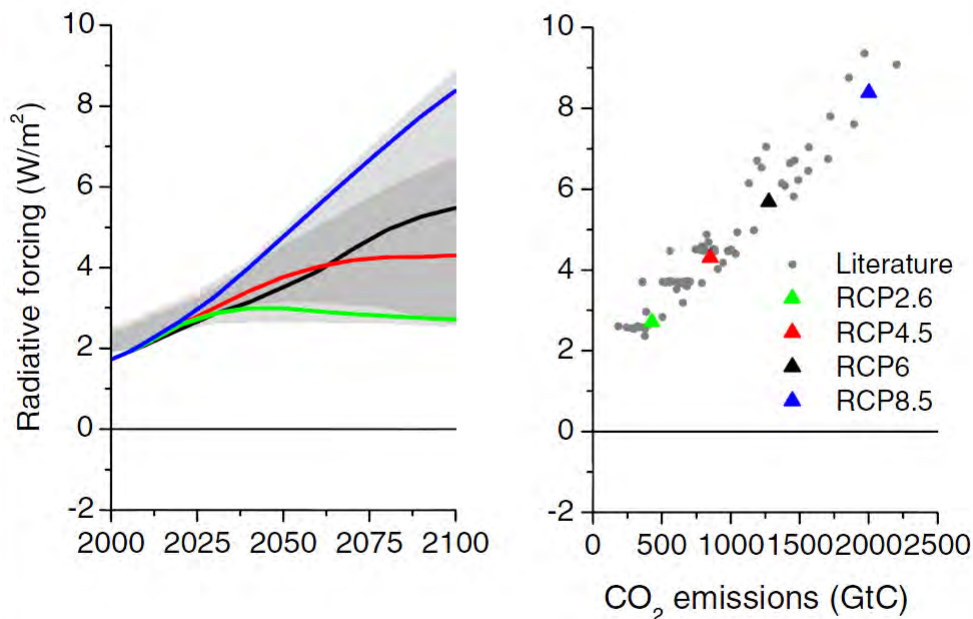 Radiative forcing (W/m²)
10
8
6
4
2
0
-2
2000 2025 2050 2075 2100
10
8
6
4
2
0
-2
Literature
RCP2.6
RCP4.5
RCP6
RCP8.5
0 500 1000 1500 2000 2500
CO₂ emissions (GtC)